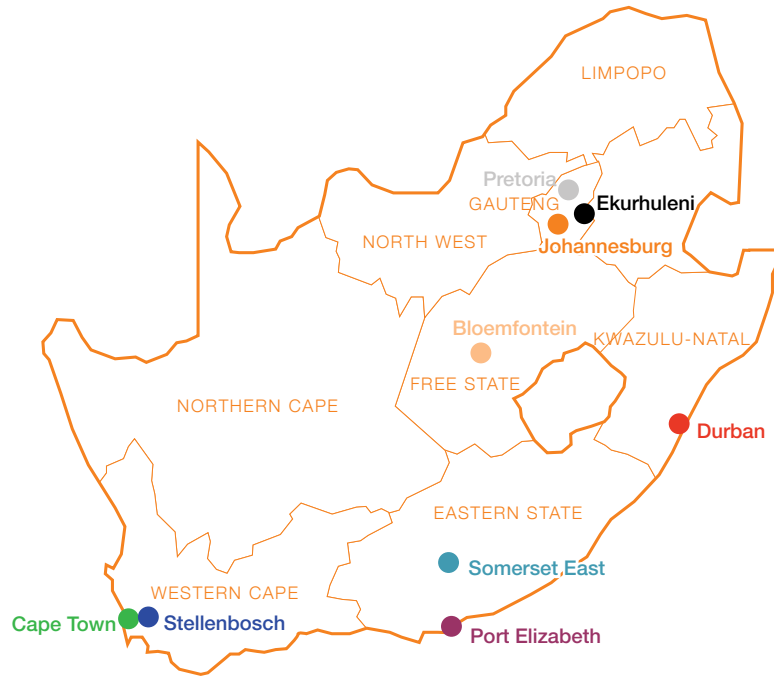 LIMPOPO
Pretoria
Ekurhuleni
GAUTENG
NORTH WEST
Johannesburg
Bloemfontein
KWAZULU-NATAL
FREE STATE
NORTHERN CAPE
Durban
EASTERN STATE
Somerset East
WESTERN CAPE
Cape Town
Stellenbosch
Port Elizabeth